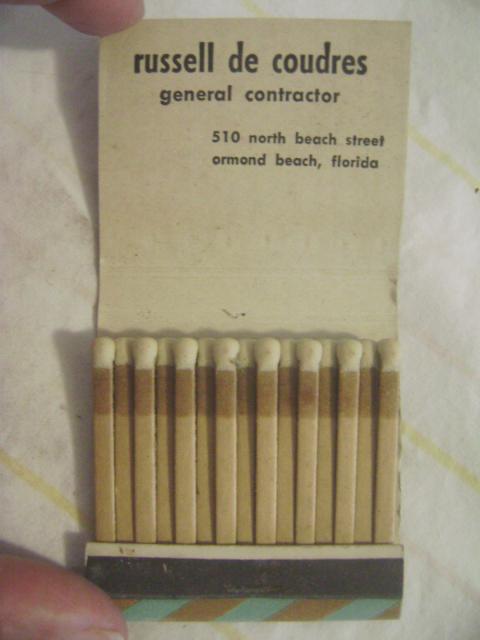 russell de coudres
general contractor
510 north beach street
ormond beach, florida